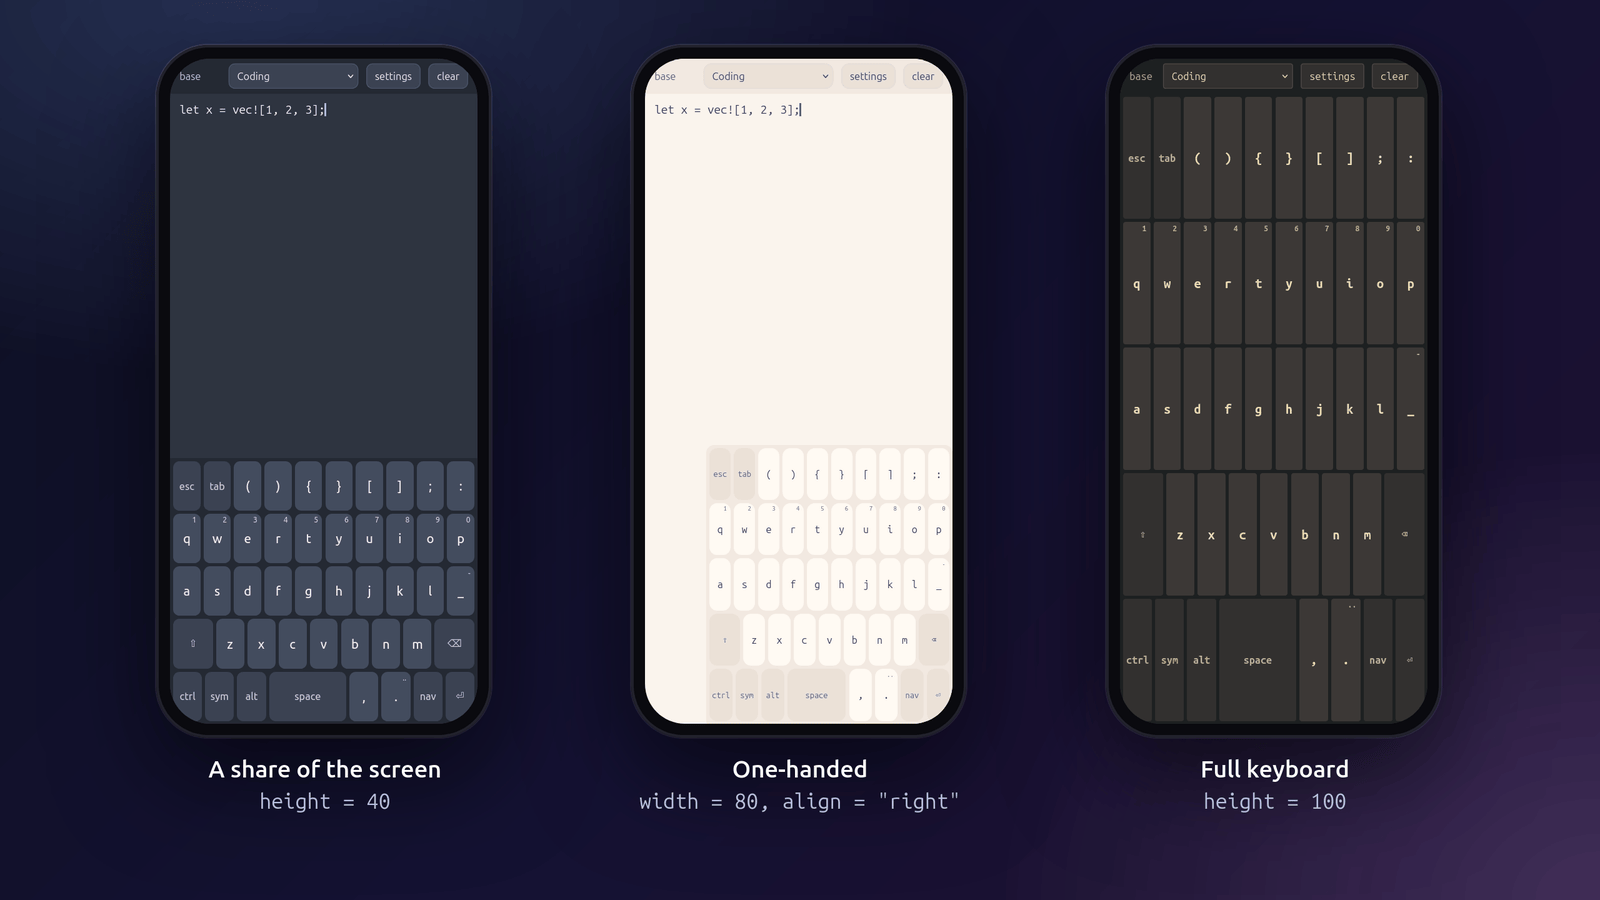 base Coding settings clear
let x = vec![1, 2, 3];
esc tab ( ) { } [ ] ; :
1 2 3 4 5 6 7 8 9 0
q w e r t y u i o p
-
a s d f g h j k l _
⇧ z x c v b n m ⌫
ctrl sym alt space , . nav ⏎
A share of the screen
height = 40
base Coding settings clear
let x = vec![1, 2, 3];
esc tab ( ) { } [ ] ; :
1 2 3 4 5 6 7 8 9 0
q w e r t y u i o p
a s d f g h j k l _
⇧ z x c v b n m ⌫
ctrl sym alt space , . nav ⏎
One-handed
width = 80, align = "right"
base Coding settings clear
esc tab ( ) { } [ ] ; :
1 2 3 4 5 6 7 8 9 0
q w e r t y u i o p
-
a s d f g h j k l _
⇧ z x c v b n m ⌫
ctrl sym alt space , . nav ⏎
Full keyboard
height = 100